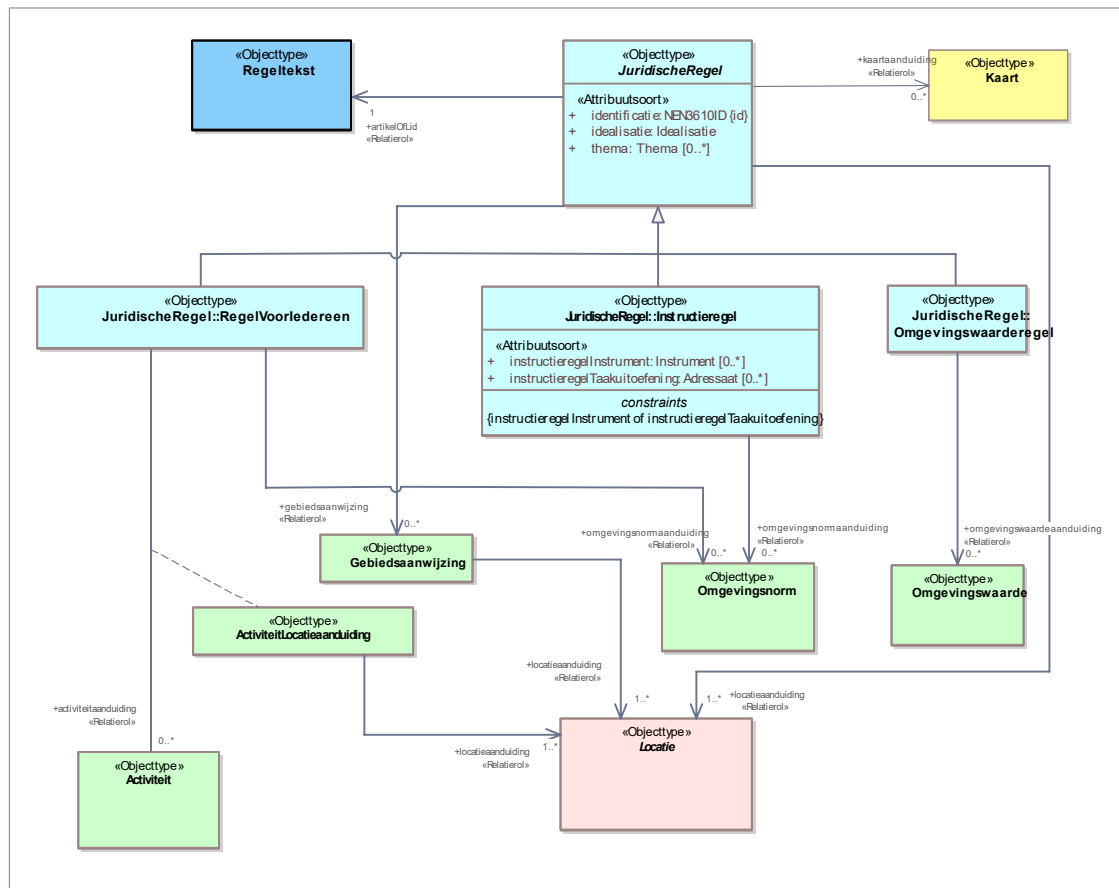 «Objecttype»
Regeltekst
«Objecttype»
JuridischeRegel
«Attribuutsoort»
+ identificatie: NEN3610ID {id}
+ idealisatie: Idealisatie
+ thema: Thema [0..*]
+kaartaanduiding
«Relatierol»
0..*
«Objecttype»
Kaart
1
+artikelOfLid
«Relatierol»
«Objecttype»
JuridischeRegel::RegelVoorIedereen
«Objecttype»
JuridischeRegel::Instructieregel
«Attribuutsoort»
+ instructieregelInstrument: Instrument [0..*]
+ instructieregelTaakuitoefening: Adressaat [0..*]
constraints
{instructieregelInstrument of instructieregelTaakuitoefening}
«Objecttype»
JuridischeRegel::
Omgevingswaarderegel
+gebiedsaanwijzing
«Relatierol»
0..*
+omgevingsnormaanduiding
«Relatierol»
0..*
+omgevingsnormaanduiding
«Relatierol»
0..*
+omgevingswaardeaanduiding
«Relatierol»
0..*
«Objecttype»
Gebiedsaanwijzing
«Objecttype»
Omgevingsnorm
«Objecttype»
Omgevingswaarde
«Objecttype»
ActiviteitLocatieaanduiding
+locatieaanduiding
«Relatierol»
1..*
+locatieaanduiding
«Relatierol»
1..*
+activiteitaanduiding
«Relatierol»
0..*
+locatieaanduiding
«Relatierol»
1..*
«Objecttype»
Locatie
«Objecttype»
Activiteit